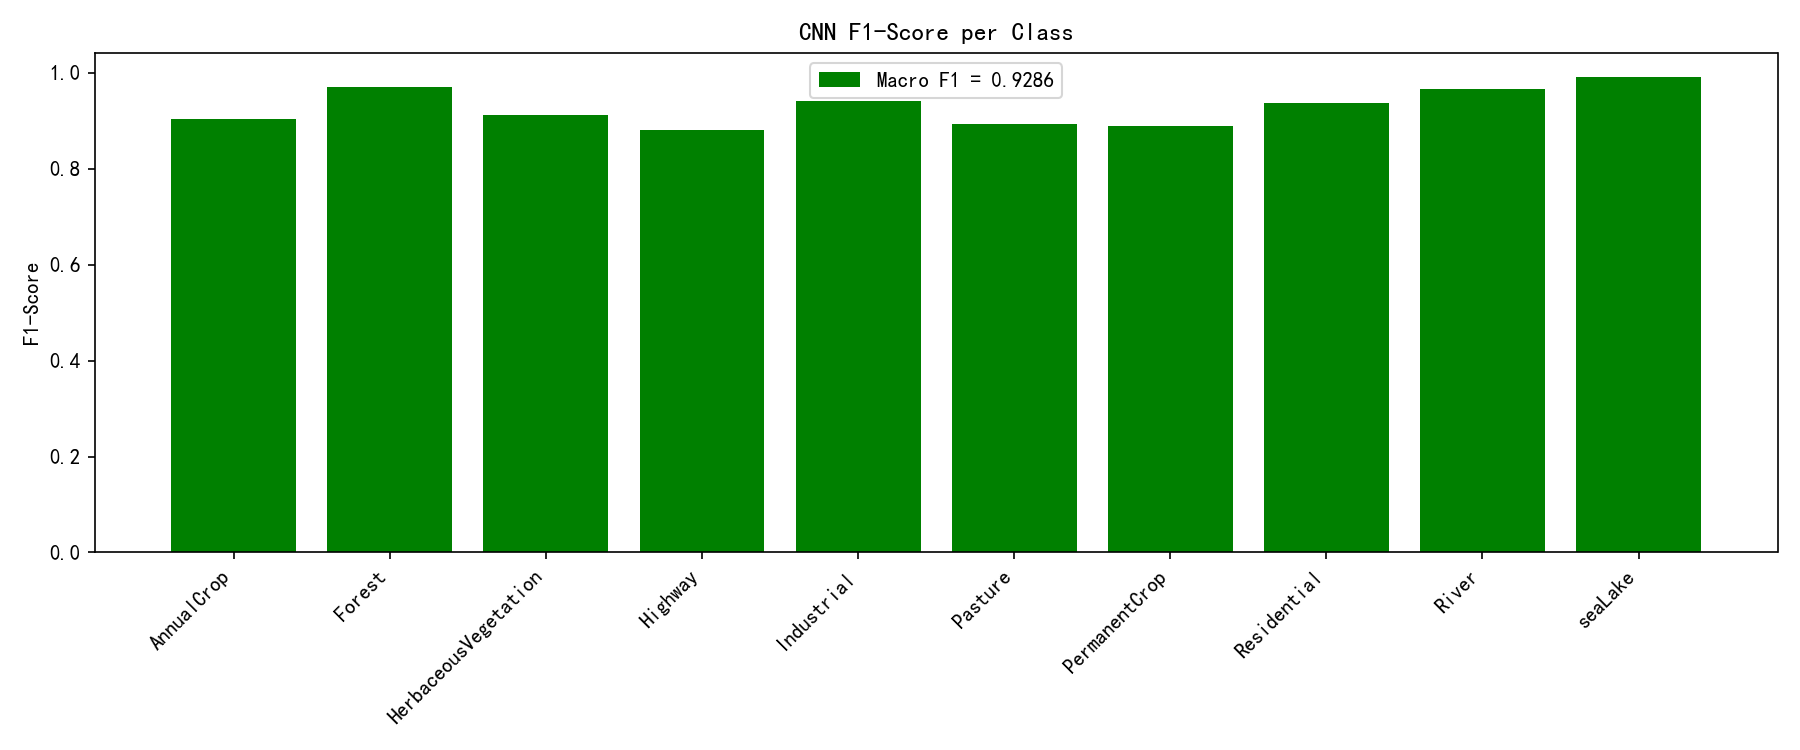 CNN F1-Score per Class
Macro F1 = 0.9286
F1-Score
1.0
0.8
0.6
0.4
0.2
0.0
AnnualCrop
Forest
HerbaceousVegetation
Highway
Industrial
Pasture
PermanentCrop
Residential
River
seaLake